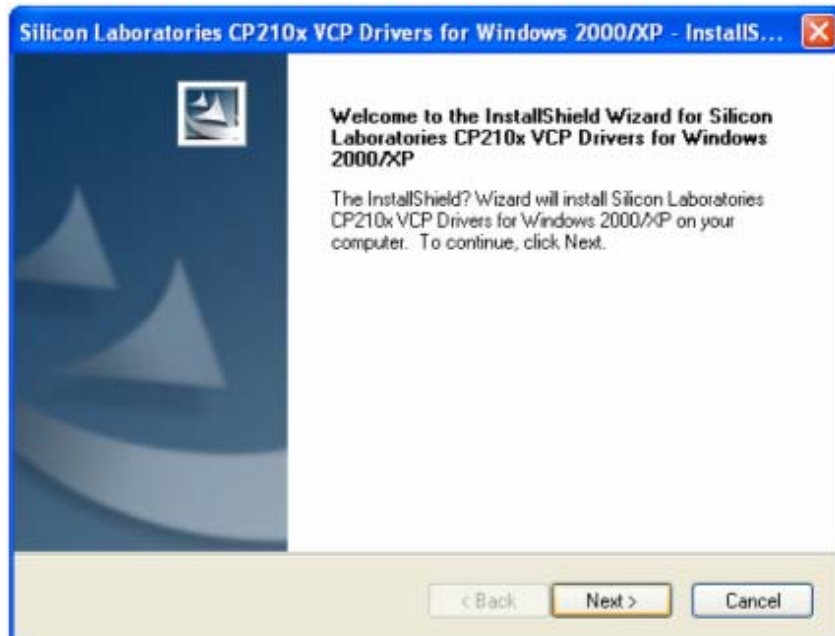 Silicon Laboratories CP210x VCP Drivers for Windows 2000/XP - InstallS...
Welcome to the InstallShield Wizard for Silicon
Laboratories CP210x VCP Drivers for Windows
2000/XP
The InstallShield? Wizard will install Silicon Laboratories
CP210x VCP Drivers for Windows 2000/XP on your
computer. To continue, click Next.
< Back
Next >
Cancel